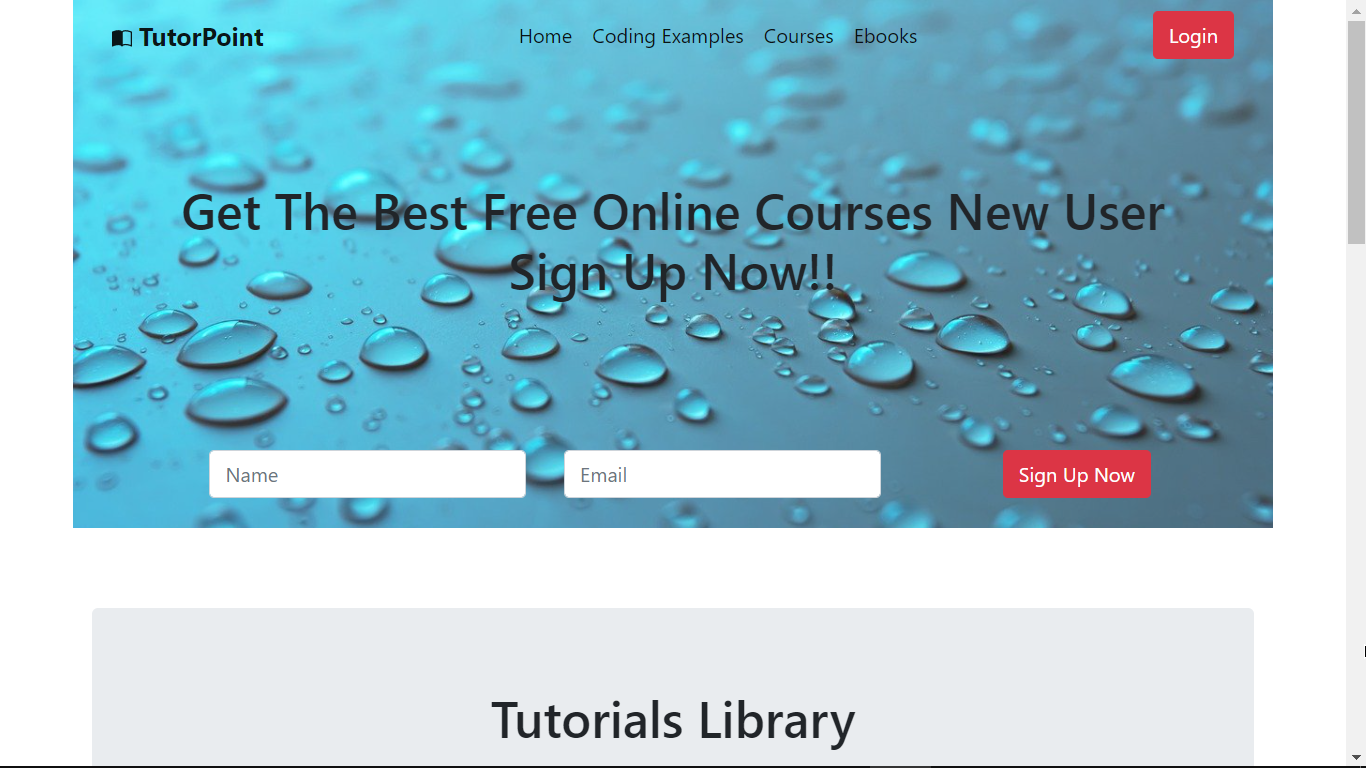 TutorPoint
Home Coding Examples Courses Ebooks
Login
Get The Best Free Online Courses New User
Sign Up Now!!
Name
Email
Sign Up Now
Tutorials Library